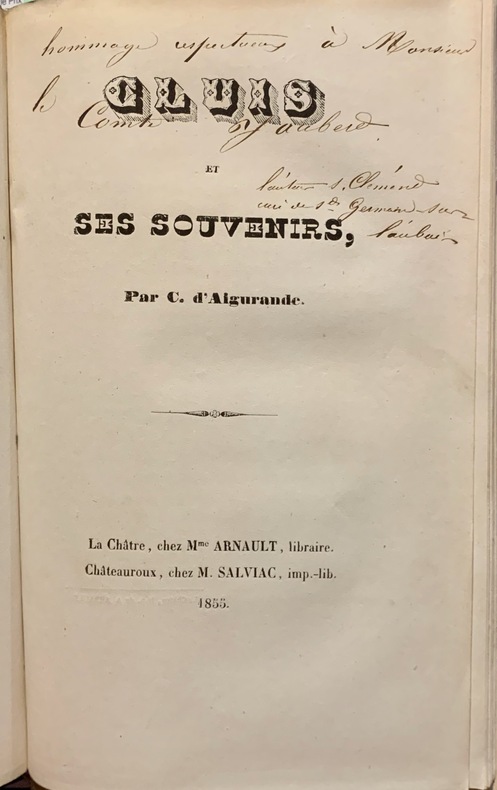 hommage respectueux à Monsieur
le Comte Jaubert
CLUIS
ET
l'auteur s. Clément
curé de st Germain-sur-
l'aubois
SES SOUVENIRS,
Par C. d'Aigurande.
La Châtre, chez Mme ARNAULT, libraire.
Châteauroux, chez M. SALVIAC, imp.-lib.
1855.